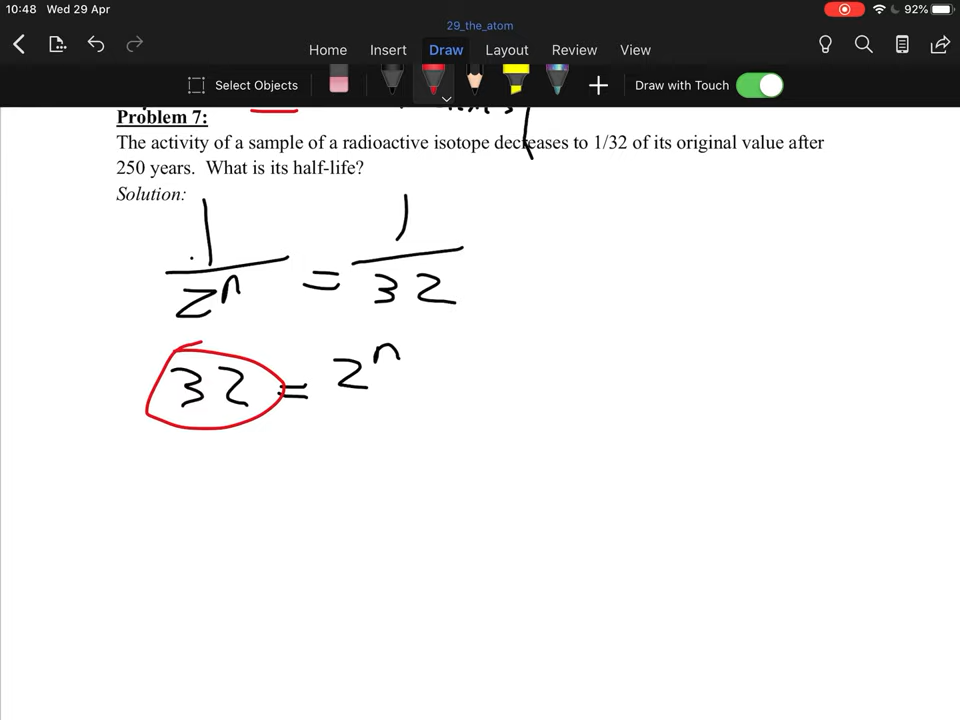 10:48 Wed 29 Apr 92%
29_the_atom
Home Insert Draw Layout Review View
Select Objects Draw with Touch
Problem 7:
The activity of a sample of a radioactive isotope decreases to 1/32 of its original value after
250 years. What is its half-life?
Solution:
1/2^n = 1/32
32 = 2^n